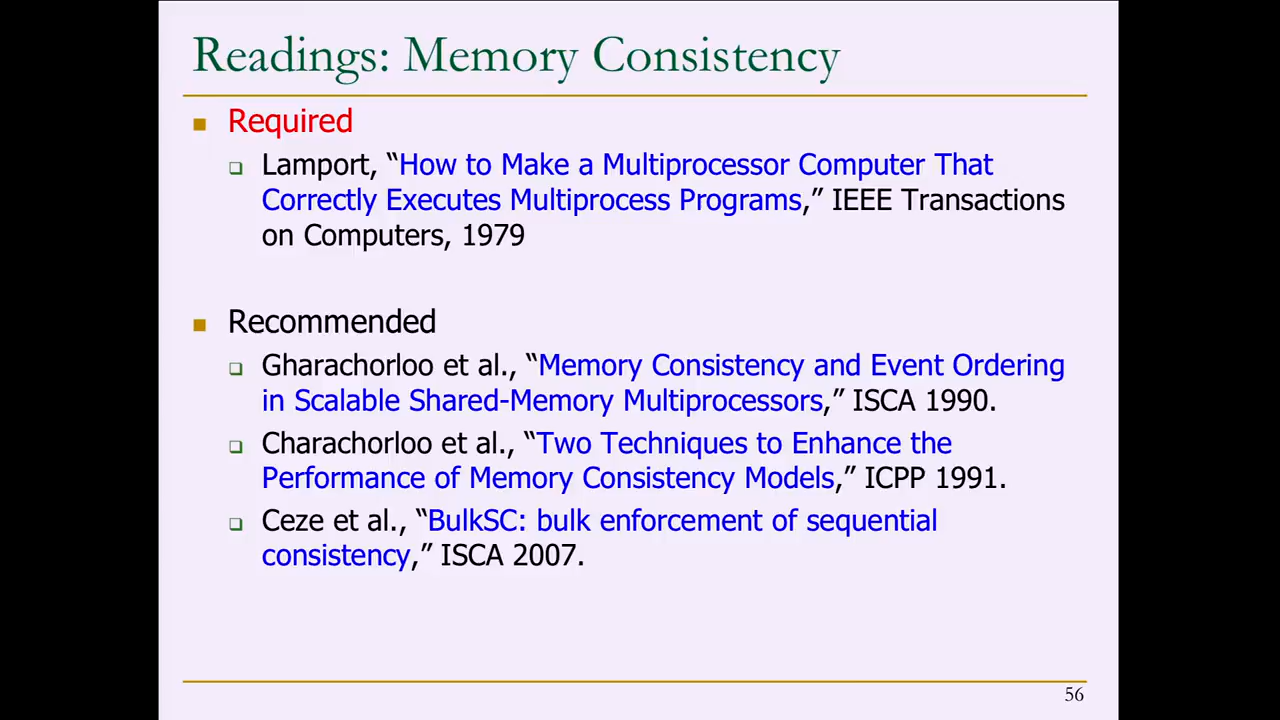 Readings: Memory Consistency
Required
Lamport, “How to Make a Multiprocessor Computer That
Correctly Executes Multiprocess Programs,” IEEE Transactions
on Computers, 1979
Recommended
Gharachorloo et al., “Memory Consistency and Event Ordering
in Scalable Shared-Memory Multiprocessors,” ISCA 1990.
Charachorloo et al., “Two Techniques to Enhance the
Performance of Memory Consistency Models,” ICPP 1991.
Ceze et al., “BulkSC: bulk enforcement of sequential
consistency,” ISCA 2007.
56